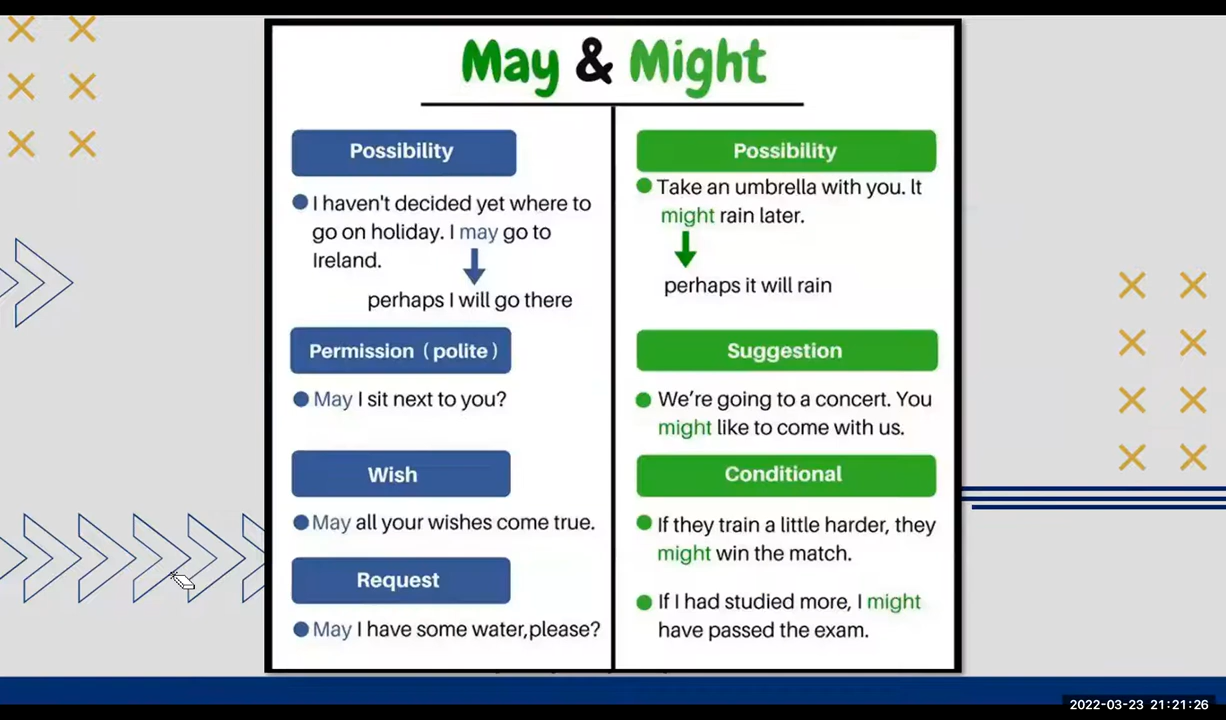 May & Might
Possibility
I haven't decided yet where to
go on holiday. I may go to
Ireland.
perhaps I will go there
Permission ( polite )
May I sit next to you?
Wish
May all your wishes come true.
Request
May I have some water,please?
Possibility
Take an umbrella with you. It
might rain later.
perhaps it will rain
Suggestion
We’re going to a concert. You
might like to come with us.
Conditional
If they train a little harder, they
might win the match.
If I had studied more, I might
have passed the exam.
2022-03-23 21:21:26